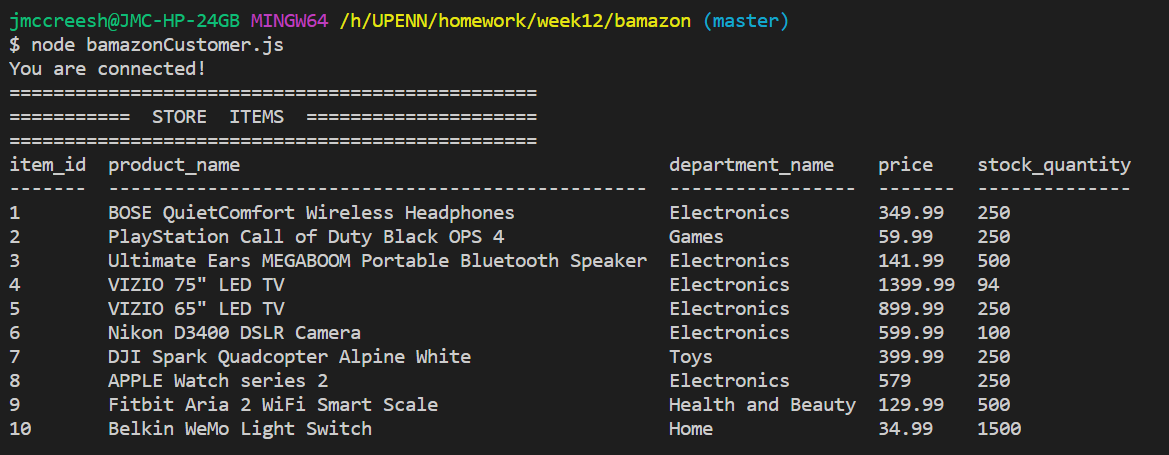 jmccreesh@JMC-HP-24GB MINGW64 /h/UPENN/homework/week12/bamazon (master)
$ node bamazonCustomer.js
You are connected!
================================================
===========  STORE  ITEMS  =====================
================================================
item_id  product_name                                       department_name    price    stock_quantity
-------  -------------------------------------------------  -----------------  -------  --------------
1        BOSE QuietComfort Wireless Headphones              Electronics        349.99   250
2        PlayStation Call of Duty Black OPS 4               Games              59.99    250
3        Ultimate Ears MEGABOOM Portable Bluetooth Speaker  Electronics        141.99   500
4        VIZIO 75" LED TV                                   Electronics        1399.99  94
5        VIZIO 65" LED TV                                   Electronics        899.99   250
6        Nikon D3400 DSLR Camera                            Electronics        599.99   100
7        DJI Spark Quadcopter Alpine White                  Toys               399.99   250
8        APPLE Watch series 2                               Electronics        579      250
9        Fitbit Aria 2 WiFi Smart Scale                     Health and Beauty  129.99   500
10       Belkin WeMo Light Switch                           Home               34.99    1500